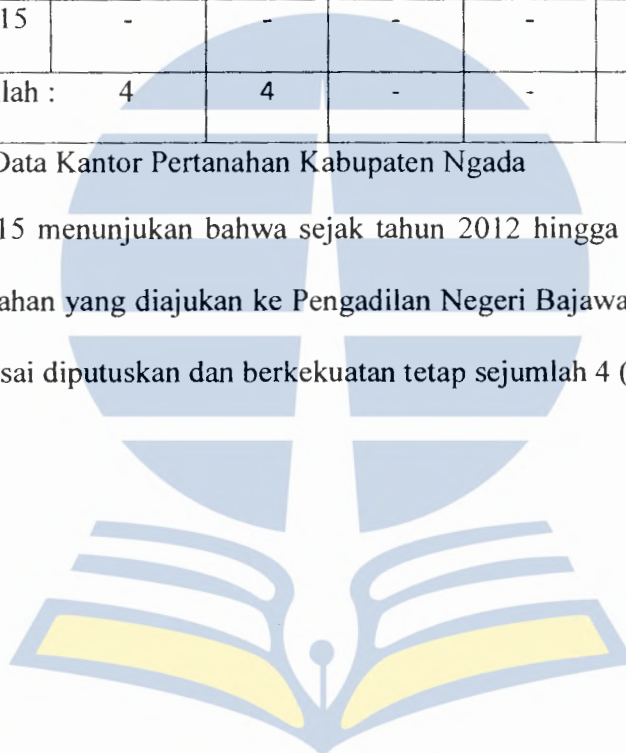 15 - - - -
lah : 4 4 - -
Data Kantor Pertanahan Kabupaten Ngada
15 menunjukan bahwa sejak tahun 2012 hingga
ahan yang diajukan ke Pengadilan Negeri Bajawa
sai diputuskan dan berkekuatan tetap sejumlah 4 (